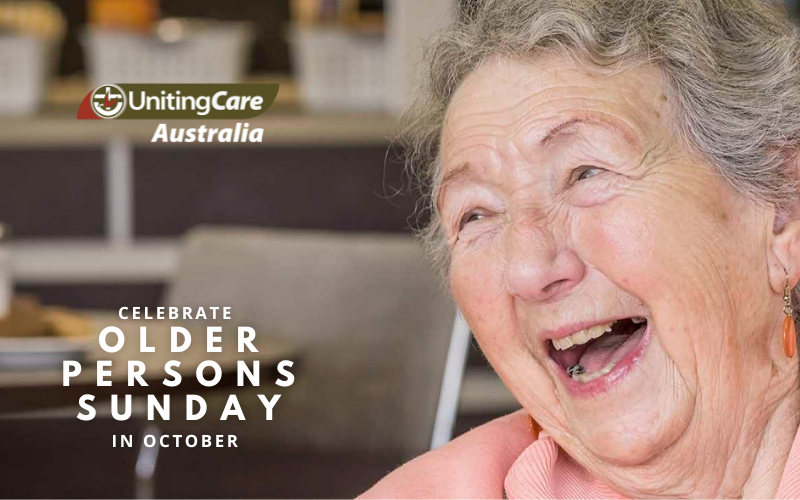 UnitingCare
Australia
CELEBRATE
OLDER
PERSONS
SUNDAY
IN OCTOBER